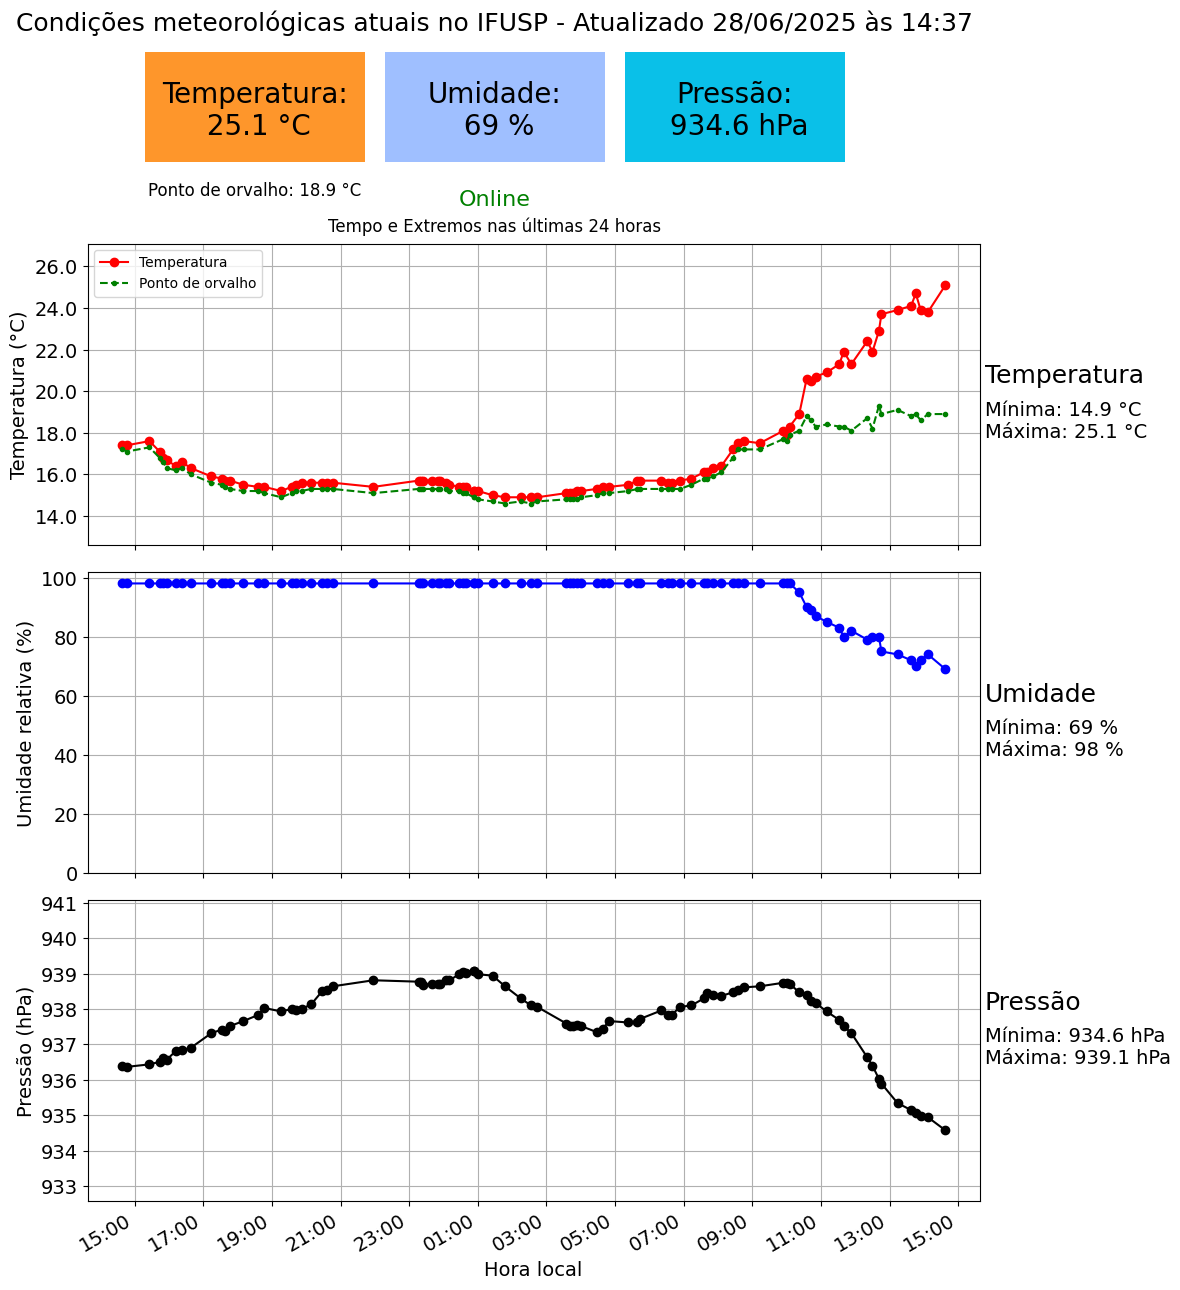 Condições meteorológicas atuais no IFUSP - Atualizado 28/06/2025 às 14:37
Temperatura:
25.1 °C
Umidade:
69 %
Pressão:
934.6 hPa
Ponto de orvalho: 18.9 °C
Online
Tempo e Extremos nas últimas 24 horas
Temperatura
Ponto de orvalho
Temperatura (°C)
26.0
24.0
22.0
20.0
18.0
16.0
14.0
Temperatura
Mínima: 14.9 °C
Máxima: 25.1 °C
Umidade relativa (%)
100
80
60
40
20
0
Umidade
Mínima: 69 %
Máxima: 98 %
Pressão (hPa)
941
940
939
938
937
936
935
934
933
Pressão
Mínima: 934.6 hPa
Máxima: 939.1 hPa
15:00
17:00
19:00
21:00
23:00
01:00
03:00
05:00
07:00
09:00
11:00
13:00
15:00
Hora local